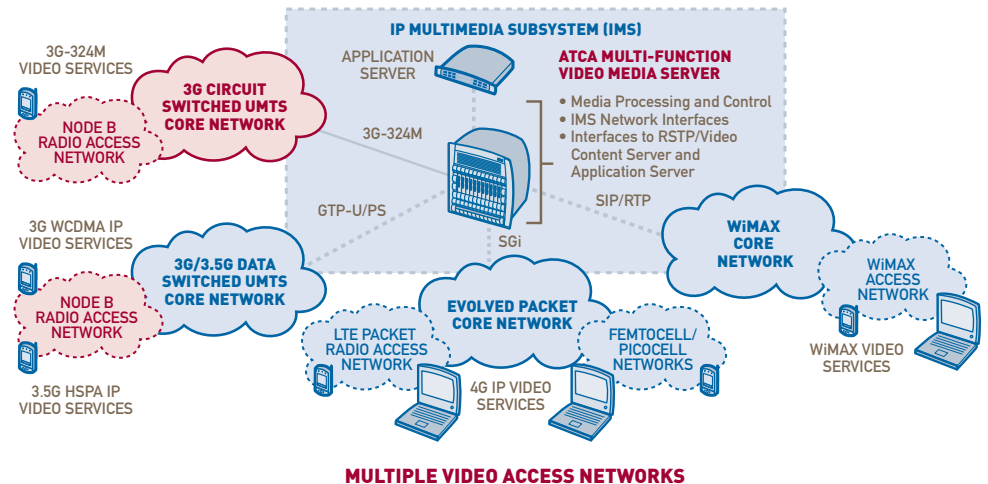 IP MULTIMEDIA SUBSYSTEM (IMS)
3G-324M
VIDEO SERVICES
3G CIRCUIT
SWITCHED UMTS
CORE NETWORK
NODE B
RADIO ACCESS
NETWORK
APPLICATION
SERVER
ATCA MULTI-FUNCTION
VIDEO MEDIA SERVER
• Media Processing and Control
• IMS Network Interfaces
• Interfaces to RSTP/Video
Content Server and
Application Server
3G-324M
GTP-U/PS
SIP/RTP
SGi
3G WCDMA IP
VIDEO SERVICES
3G/3.5G DATA
SWITCHED UMTS
CORE NETWORK
NODE B
RADIO ACCESS
NETWORK
3.5G HSPA IP
VIDEO SERVICES
EVOLVED PACKET
CORE NETWORK
LTE PACKET
RADIO ACCESS
NETWORK
FEMTOCELL/
PICOCELL
NETWORKS
4G IP VIDEO
SERVICES
WiMAX
CORE
NETWORK
WiMAX
ACCESS
NETWORK
WiMAX VIDEO
SERVICES
MULTIPLE VIDEO ACCESS NETWORKS